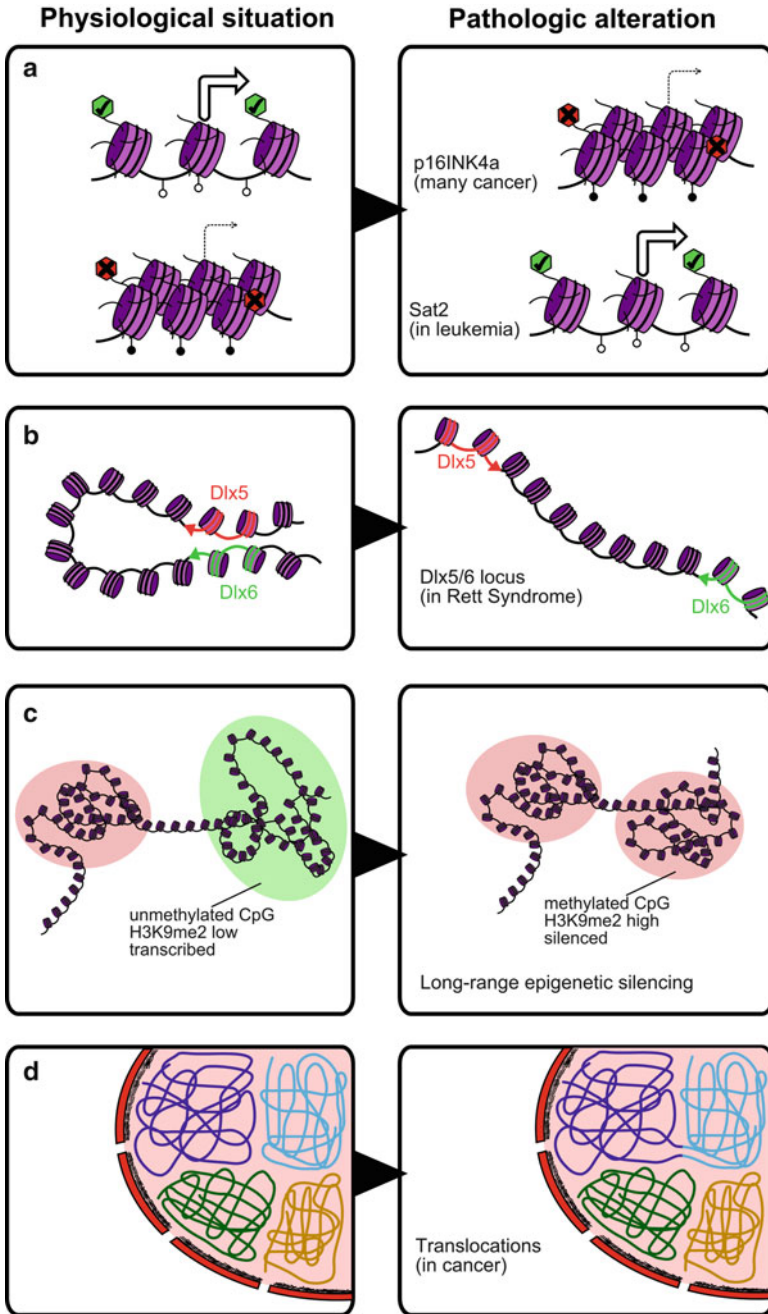 Physiological situation
Pathologic alteration
a
p16INK4a
(many cancer)
Sat2
(in leukemia)
b
Dlx5
Dlx6
Dlx5
Dlx5/6 locus
(in Rett Syndrome)
Dlx6
c
unmethylated CpG
H3K9me2 low
transcribed
methylated CpG
H3K9me2 high
silenced
Long-range epigenetic silencing
d
Translocations
(in cancer)